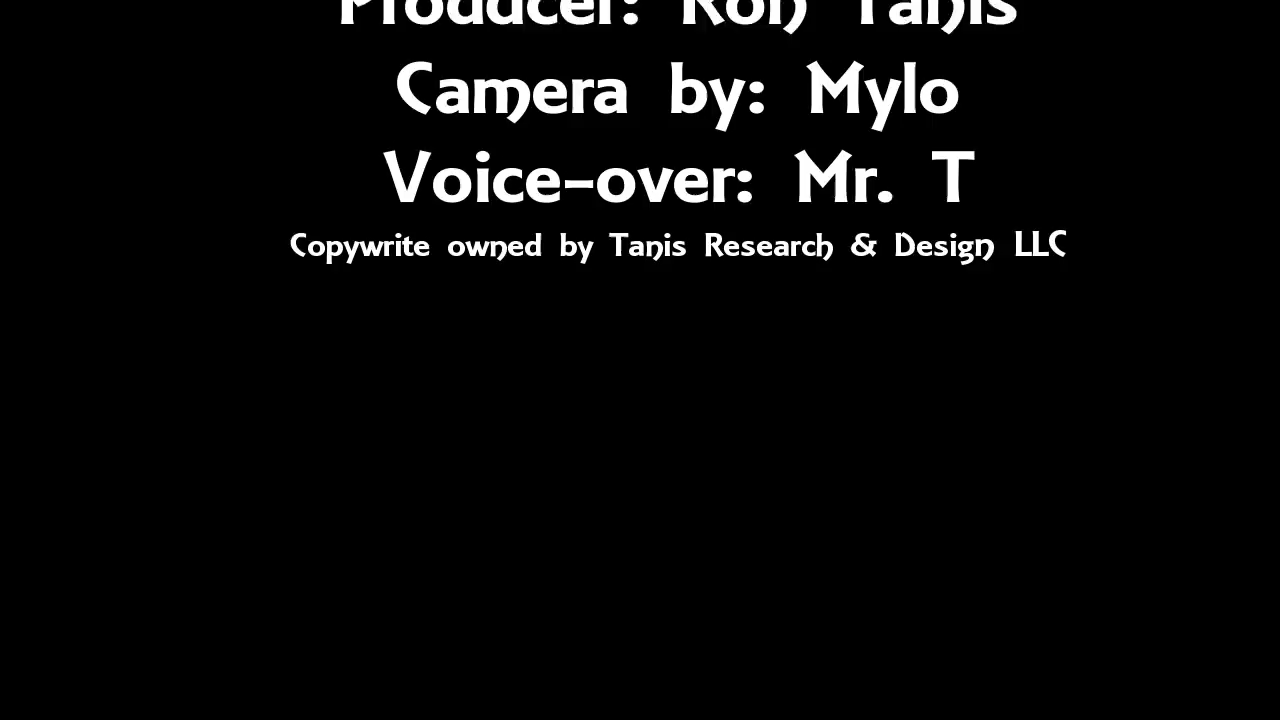 Producer: Ron Tanis
Camera by: Mylo
Voice-over: Mr. T
Copywrite owned by Tanis Research & Design LLC